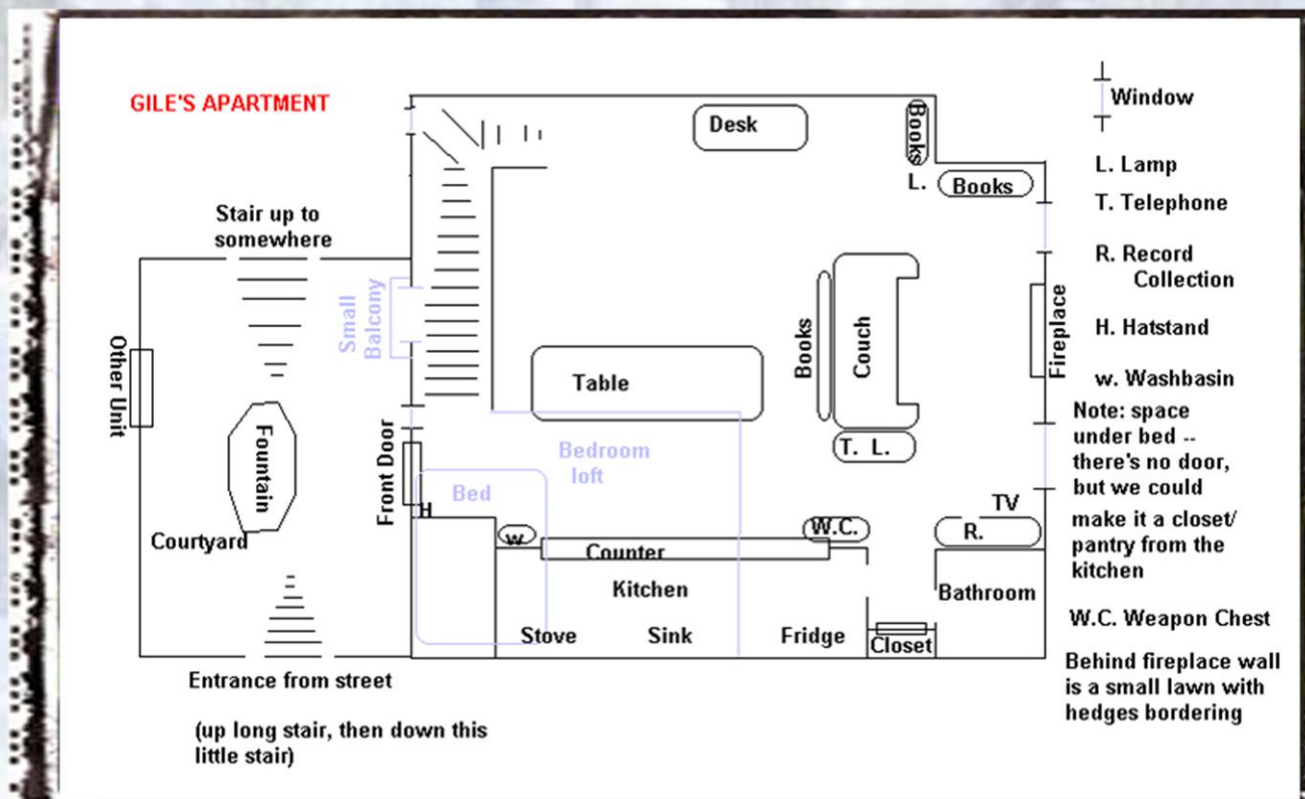 GILE'S APARTMENT
Stair up to
somewhere
Small
Balcony
Other Unit
Fountain
Courtyard
Entrance from street
(up long stair, then down this
little stair)
Front Door
H
Desk
Books
L.
Books
Books
Couch
Fireplace
Table
T. L.
Bedroom
loft
Bed
w
W.C.
TV
R.
Counter
Kitchen
Stove
Sink
Fridge
Closet
Bathroom
Window
L. Lamp
T. Telephone
R. Record
Collection
H. Hatstand
w. Washbasin
Note: space
under bed --
there's no door,
but we could
make it a closet/
pantry from the
kitchen
W.C. Weapon Chest
Behind fireplace wall
is a small lawn with
hedges bordering